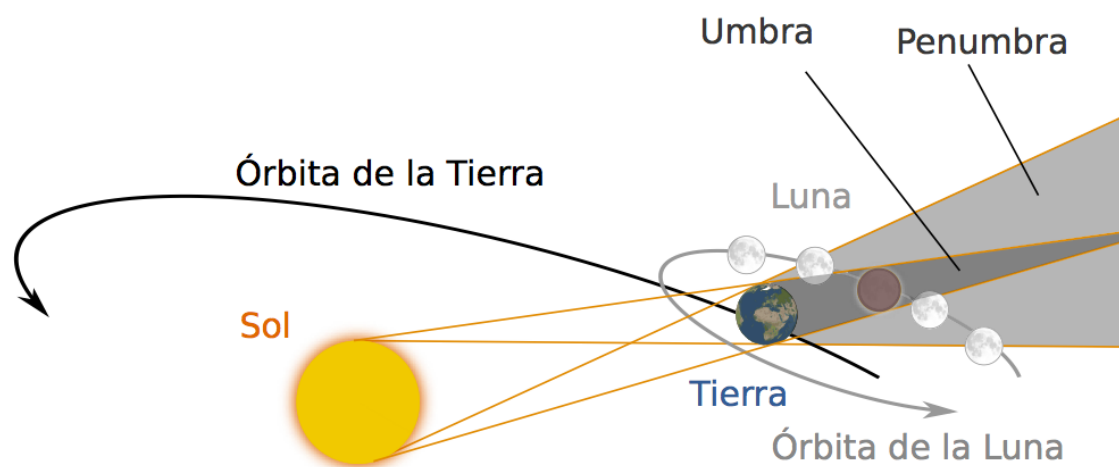 Umbra
Penumbra
Órbita de la Tierra
Luna
Sol
Tierra
Órbita de la Luna